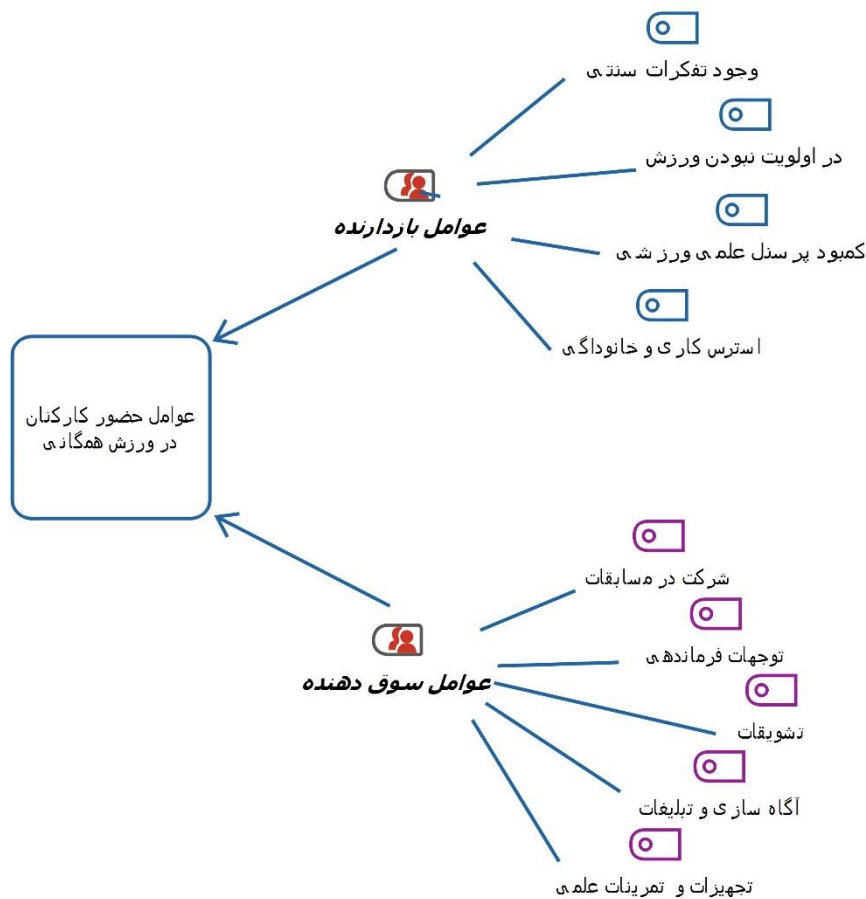 وجود تفکرات سنتی
در اولویت نبودن ورزش
عوامل بازدارنده
کمبود پرسنل علمی ورزشی
استرس کاری و خانوداگی
عوامل حضور کارکنان
در ورزش همگانی
شرکت در مسابقات
توجهات فرماندهی
عوامل سوق دهنده
تشویقات
آگاه سازی و تبلیغات
تجهیزات و تمرینات علمی